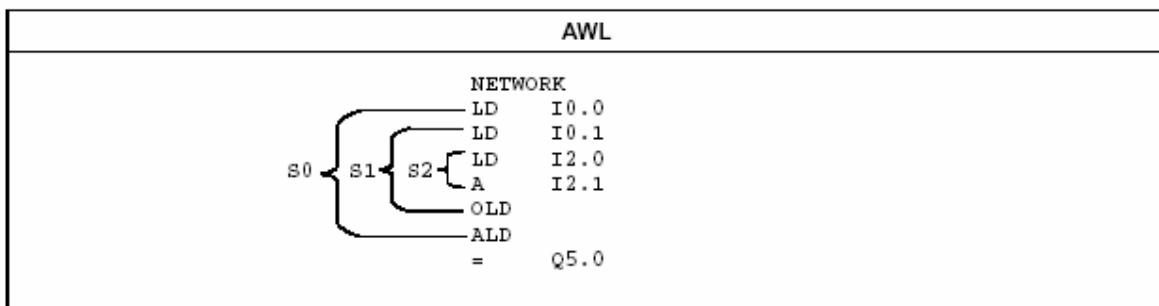 AWL
NETWORK
LD I0.0
LD I0.1
S0 S1 S2 LD I2.0
A I2.1
OLD
ALD
= Q5.0